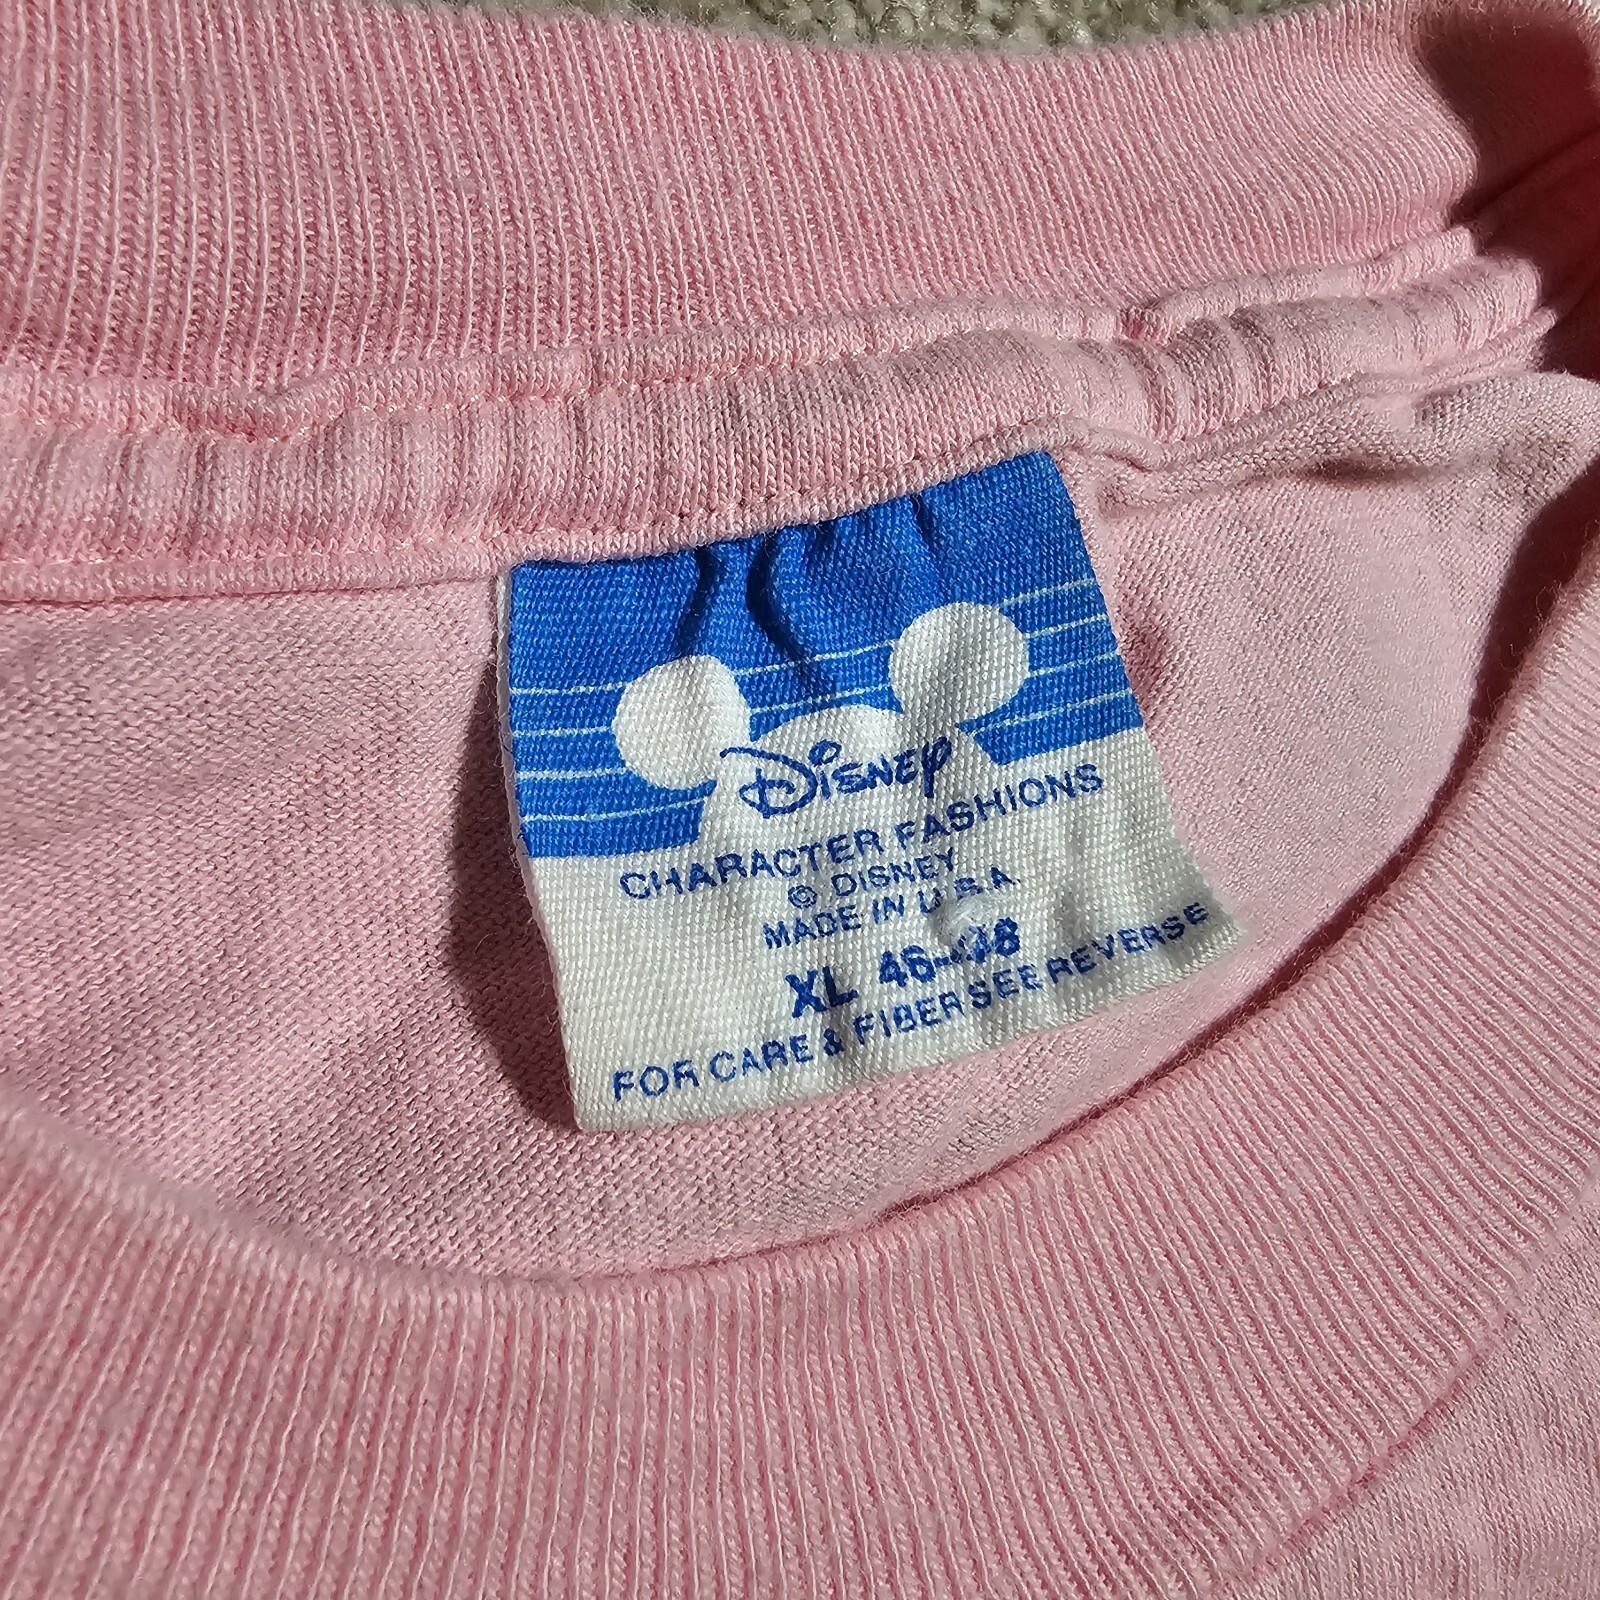 Disney
CHARACTER FASHIONS
© DISNEY
MADE IN U.S.A.
XL 46-48
FOR CARE & FIBER SEE REVERSE